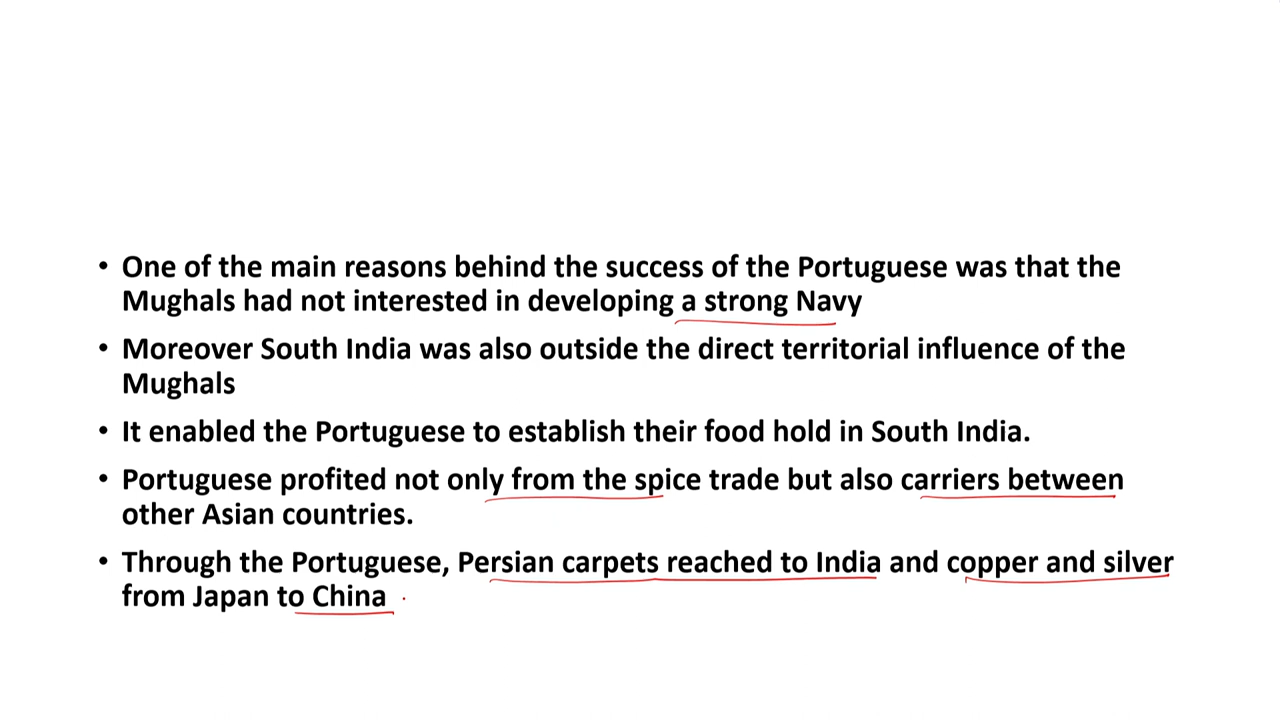 • One of the main reasons behind the success of the Portuguese was that the
Mughals had not interested in developing a strong Navy
• Moreover South India was also outside the direct territorial influence of the
Mughals
• It enabled the Portuguese to establish their food hold in South India.
• Portuguese profited not only from the spice trade but also carriers between
other Asian countries.
• Through the Portuguese, Persian carpets reached to India and copper and silver
from Japan to China